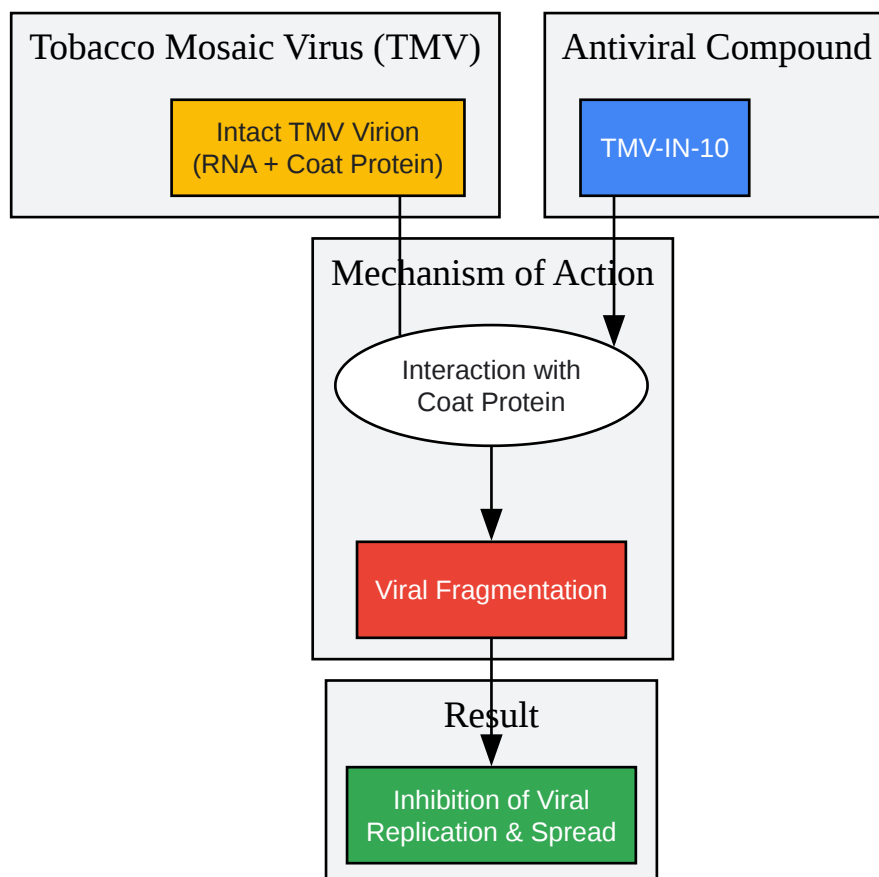 Tobacco Mosaic Virus (TMV)
Antiviral Compound
Intact TMV Virion
(RNA + Coat Protein)
TMV-IN-10
Mechanism of Action
Interaction with
Coat Protein
Viral Fragmentation
Result
Inhibition of Viral
Replication & Spread